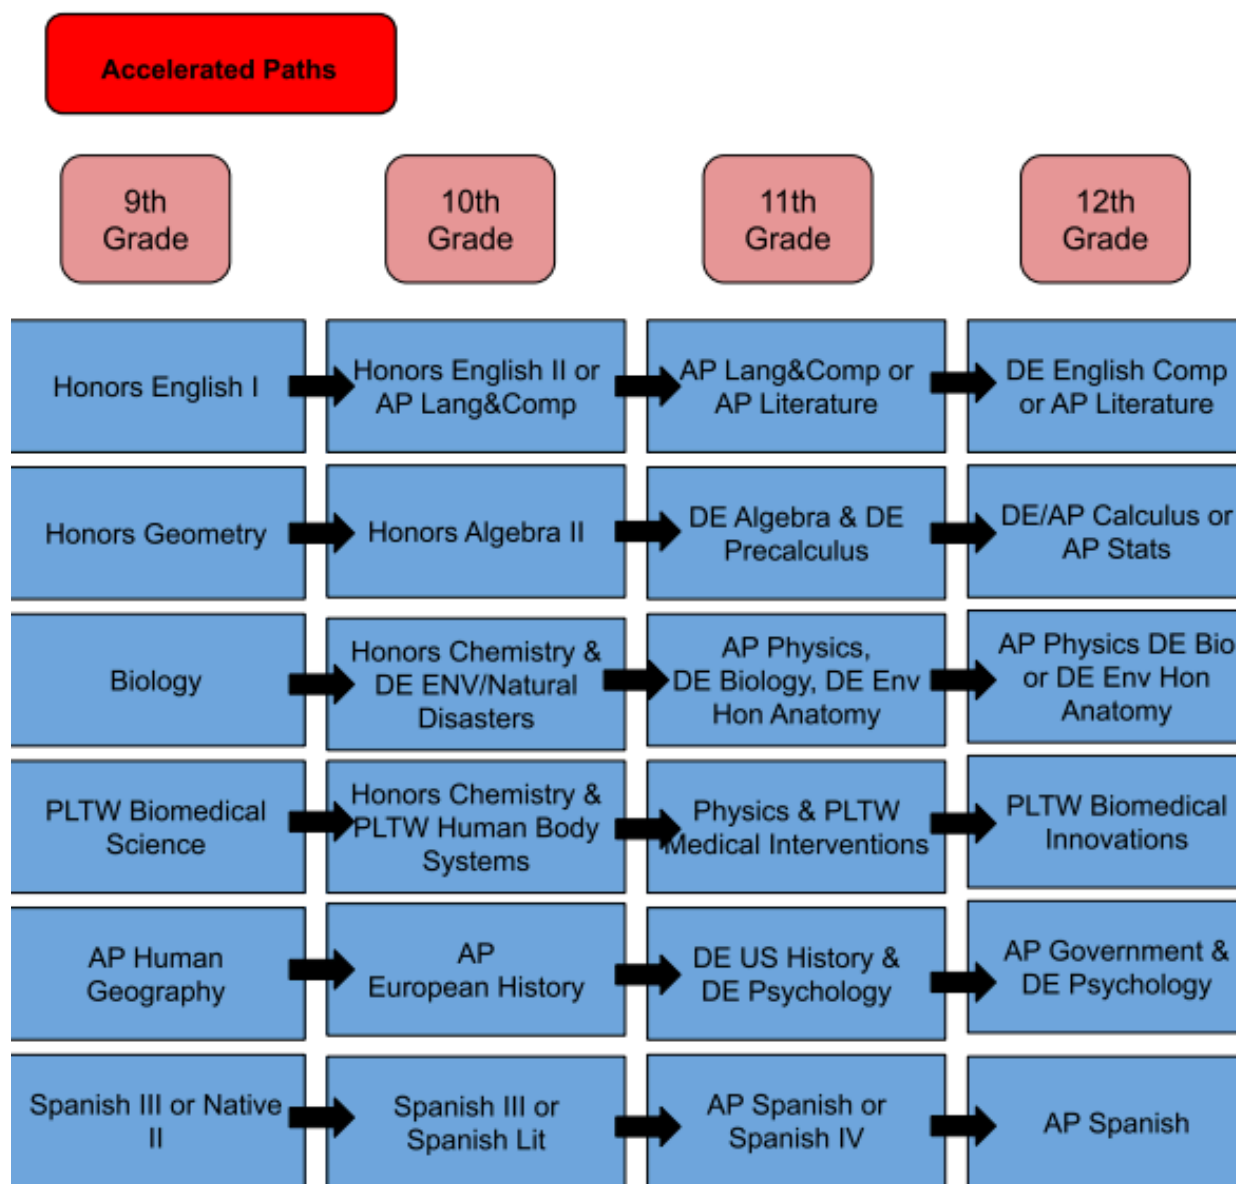 Accelerated Paths
9th
Grade
10th
Grade
11th
Grade
12th
Grade
Honors English I
Honors English II or
AP Lang&Comp
AP Lang&Comp or
AP Literature
DE English Comp
or AP Literature
Honors Geometry
Honors Algebra II
DE Algebra & DE
Precalculus
DE/AP Calculus or
AP Stats
Biology
Honors Chemistry &
DE ENV/Natural
Disasters
AP Physics,
DE Biology, DE Env
Hon Anatomy
AP Physics DE Bio
or DE Env Hon
Anatomy
PLTW Biomedical
Science
Honors Chemistry &
PLTW Human Body
Systems
Physics & PLTW
Medical Interventions
PLTW Biomedical
Innovations
AP Human
Geography
AP
European History
DE US History &
DE Psychology
AP Government &
DE Psychology
Spanish III or Native
II
Spanish III or
Spanish Lit
AP Spanish or
Spanish IV
AP Spanish